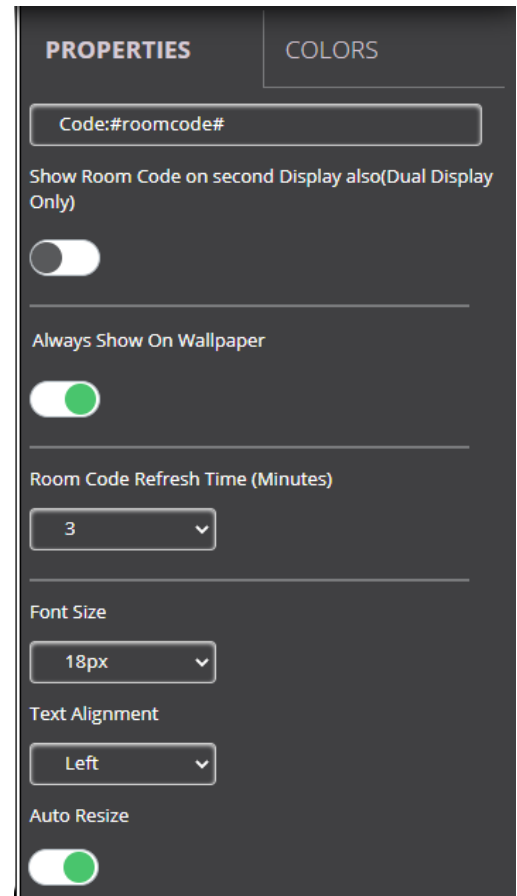 PROPERTIES COLORS
Code:#roomcode#
Show Room Code on second Display also(Dual Display
Only)
Always Show On Wallpaper
Room Code Refresh Time (Minutes)
3
Font Size
18px
Text Alignment
Left
Auto Resize